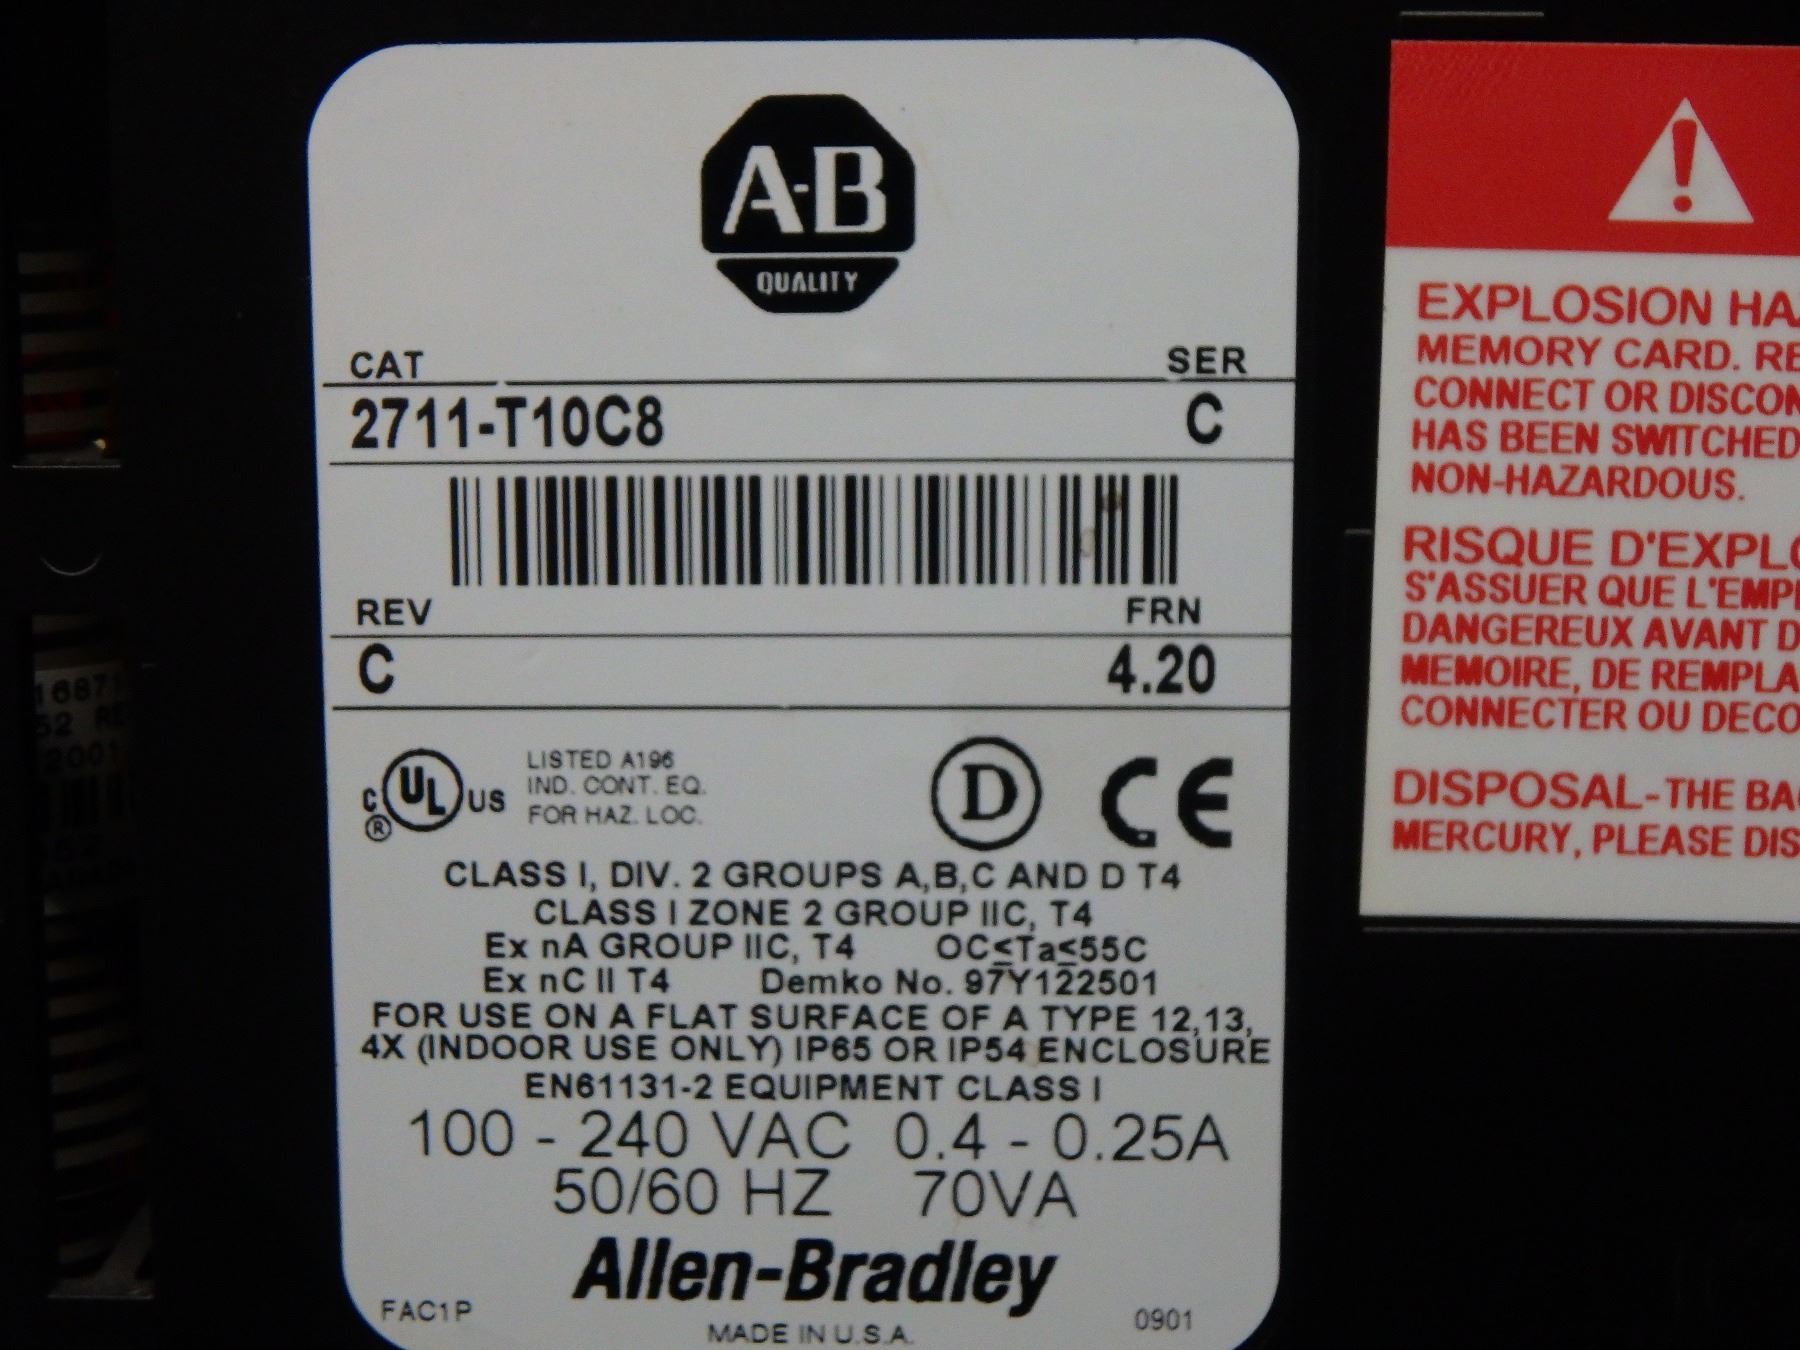 A-B
QUALITY
CAT SER
2711-T10C8 C
REV FRN
C 4.20
C UL US
®
LISTED A196
IND. CONT. EQ.
FOR HAZ. LOC.
D CE
CLASS I, DIV. 2 GROUPS A,B,C AND D T4
CLASS I ZONE 2 GROUP IIC, T4
Ex nA GROUP IIC, T4 OC≤Ta≤55C
Ex nC II T4 Demko No. 97Y122501
FOR USE ON A FLAT SURFACE OF A TYPE 12,13,
4X (INDOOR USE ONLY) IP65 OR IP54 ENCLOSURE
EN61131-2 EQUIPMENT CLASS I
100 - 240 VAC 0.4 - 0.25A
50/60 HZ 70VA
Allen-Bradley
FAC1P 0901
MADE IN U.S.A.
EXPLOSION HA
MEMORY CARD. RE
CONNECT OR DISCON
HAS BEEN SWITCHED
NON-HAZARDOUS.
RISQUE D'EXPLO
S'ASSUER QUE L'EMP
DANGEREUX AVANT D
MEMOIRE, DE REMPLA
CONNECTER OU DECO
DISPOSAL-THE BA
MERCURY, PLEASE DIS
16871
52 RE
2001